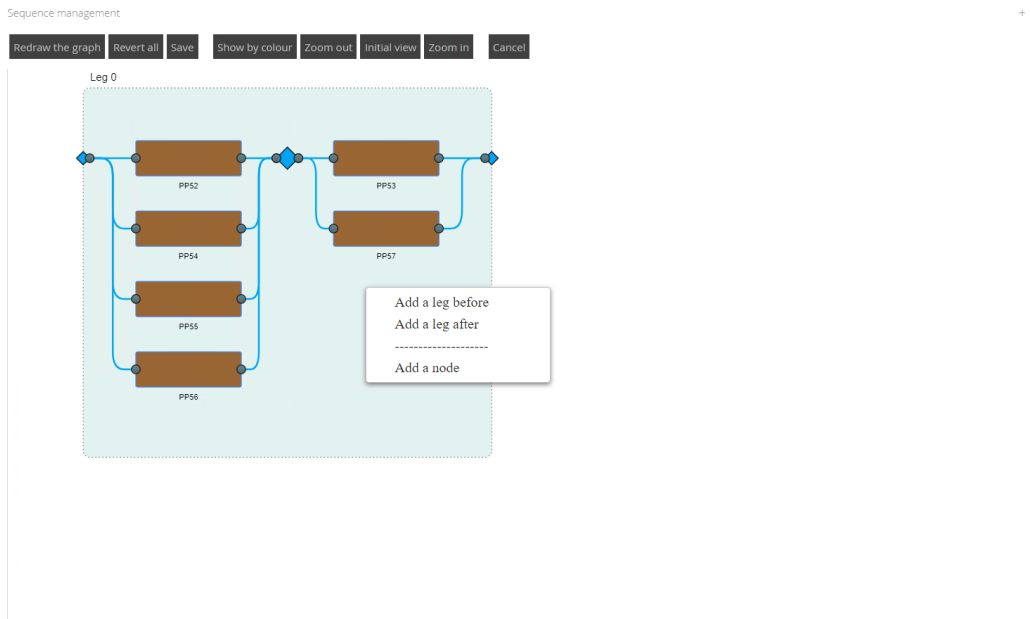 Sequence management +
Redraw the graph Revert all Save Show by colour Zoom out Initial view Zoom in Cancel
Leg 0
PP52 PP53
PP54 PP57
PP55
PP56
Add a leg before
Add a leg after
--------------------
Add a node